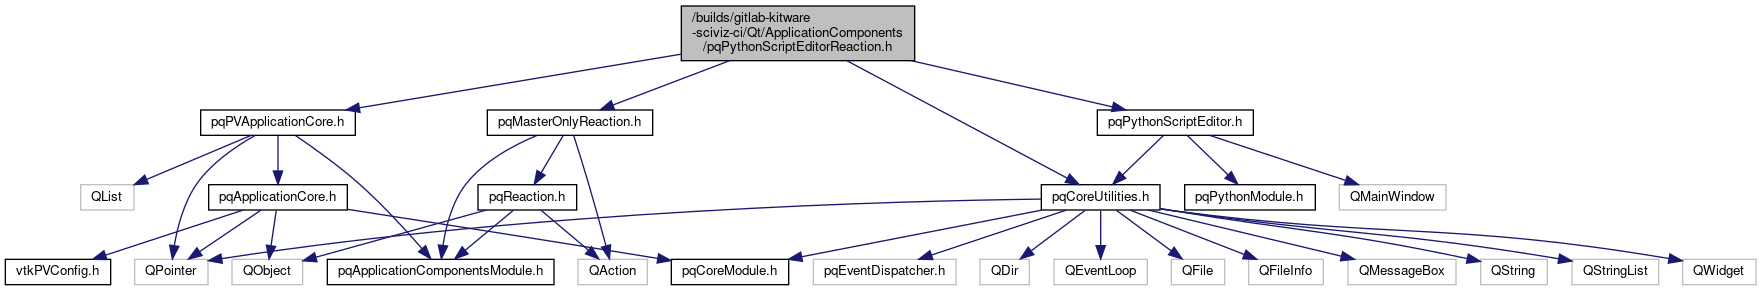 /builds/gitlab-kitware
-sciviz-ci/Qt/ApplicationComponents
/pqPythonScriptEditorReaction.h
pqPVApplicationCore.h
pqMasterOnlyReaction.h
pqPythonScriptEditor.h
QList
pqApplicationCore.h
pqReaction.h
pqCoreUtilities.h
pqPythonModule.h
QMainWindow
vtkPVConfig.h
QPointer
QObject
pqApplicationComponentsModule.h
QAction
pqCoreModule.h
pqEventDispatcher.h
QDir
QEventLoop
QFile
QFileInfo
QMessageBox
QString
QStringList
QWidget